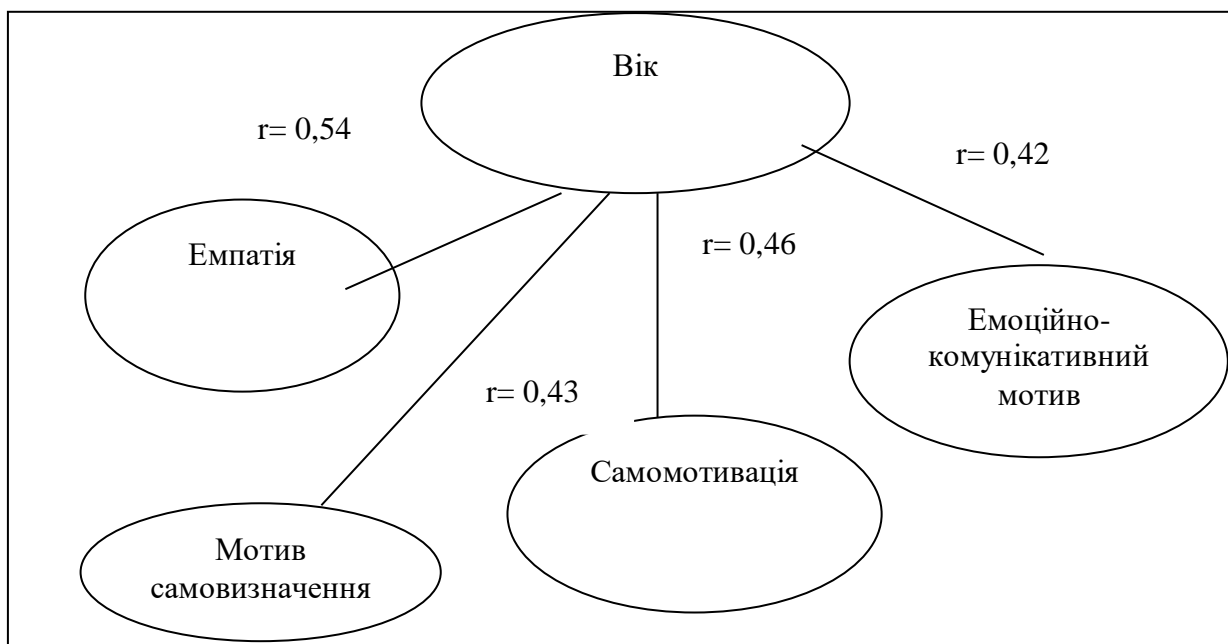 Вік
r= 0,54
r= 0,42
Емпатія
r= 0,46
Емоційно-
комунікативний
мотив
r= 0,43
Самомотивація
Мотив
самовизначення